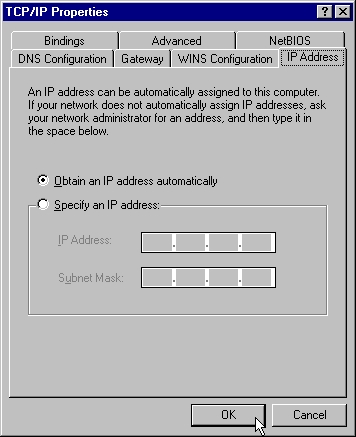 TCP/IP Properties
Bindings Advanced NetBIOS
DNS Configuration Gateway WINS Configuration IP Address
An IP address can be automatically assigned to this computer.
If your network does not automatically assign IP addresses, ask
your network administrator for an address, and then type it in
the space below.
Obtain an IP address automatically
Specify an IP address:
IP Address:
Subnet Mask:
OK Cancel